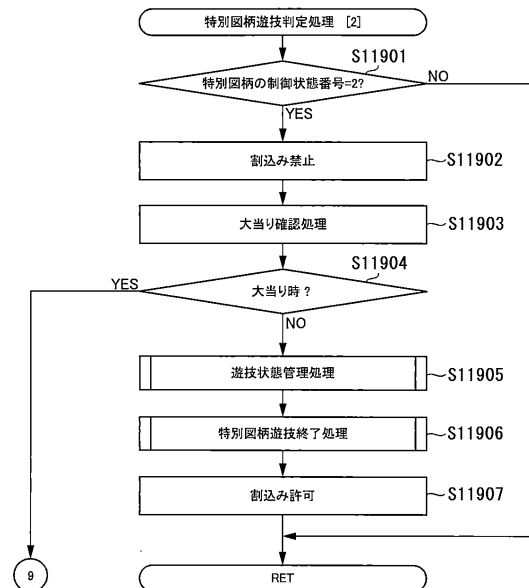 特別図柄遊技判定処理 [2]
S11901
特別図柄の制御状態番号=2?
NO
YES
割込み禁止
S11902
大当り確認処理
S11903
S11904
YES
大当り時?
NO
遊技状態管理処理
S11905
特別図柄遊技終了処理
S11906
割込み許可
S11907
9
RET